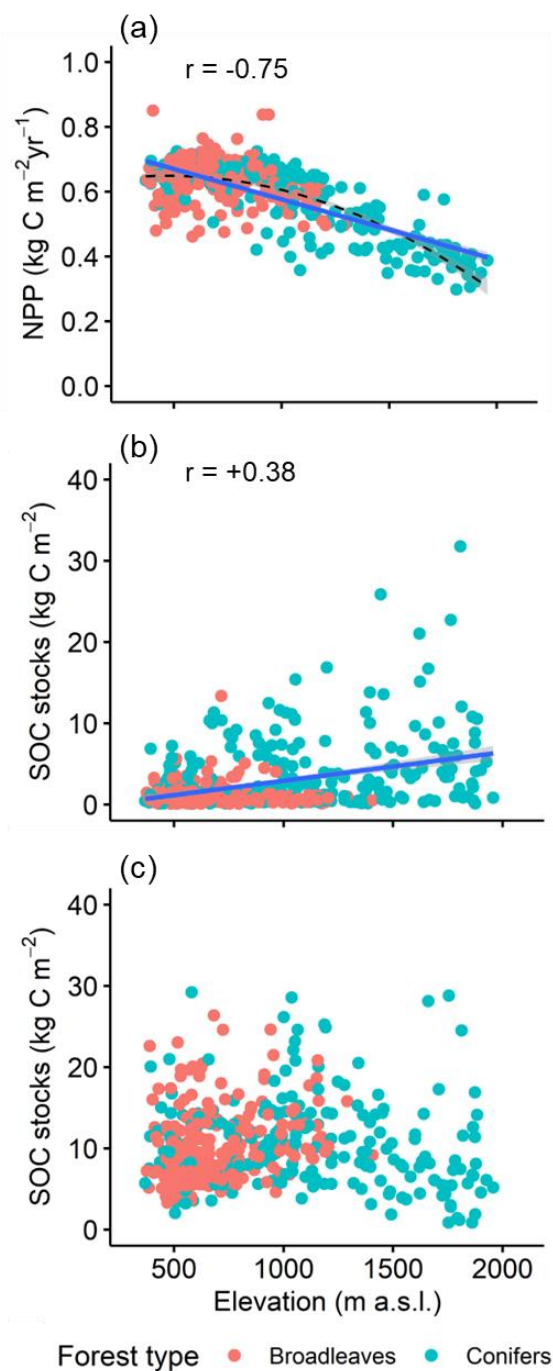 (a)
r = -0.75
NPP (kg C m⁻²yr⁻¹)
1.0
0.8
0.6
0.4
0.2
0.0
(b)
r = +0.38
SOC stocks (kg C m⁻²)
40
30
20
10
0
(c)
SOC stocks (kg C m⁻²)
40
30
20
10
0
500 1000 1500 2000
Elevation (m a.s.l.)
Forest type Broadleaves Conifers